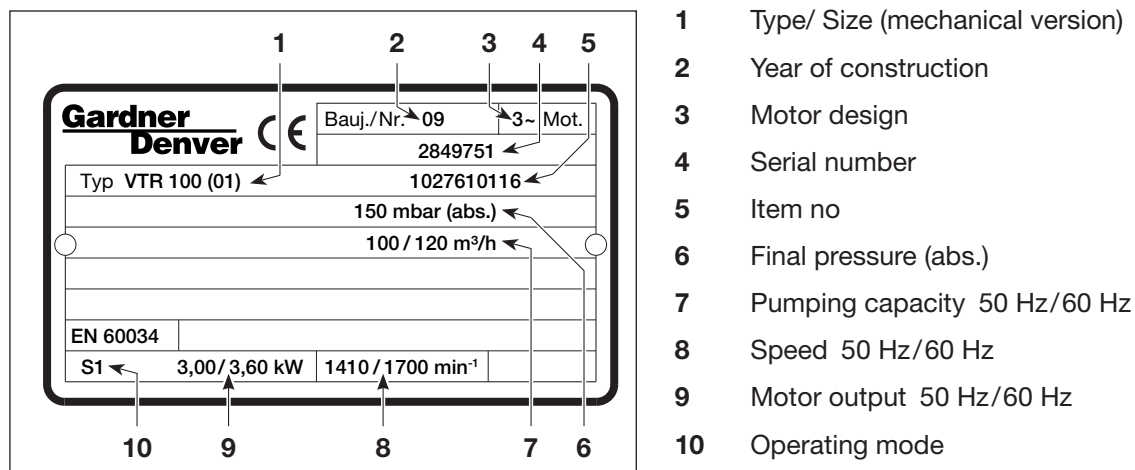 1 2 3 4 5
Gardner
Denver
CE
Bauj./Nr. 09 3~ Mot.
2849751
Typ VTR 100 (01) 1027610116
150 mbar (abs.)
100 / 120 m³/h
EN 60034
S1 3,00/3,60 kW 1410 / 1700 min⁻¹
10 9 8 7 6
1 Type/ Size (mechanical version)
2 Year of construction
3 Motor design
4 Serial number
5 Item no
6 Final pressure (abs.)
7 Pumping capacity 50 Hz/60 Hz
8 Speed 50 Hz/60 Hz
9 Motor output 50 Hz/60 Hz
10 Operating mode